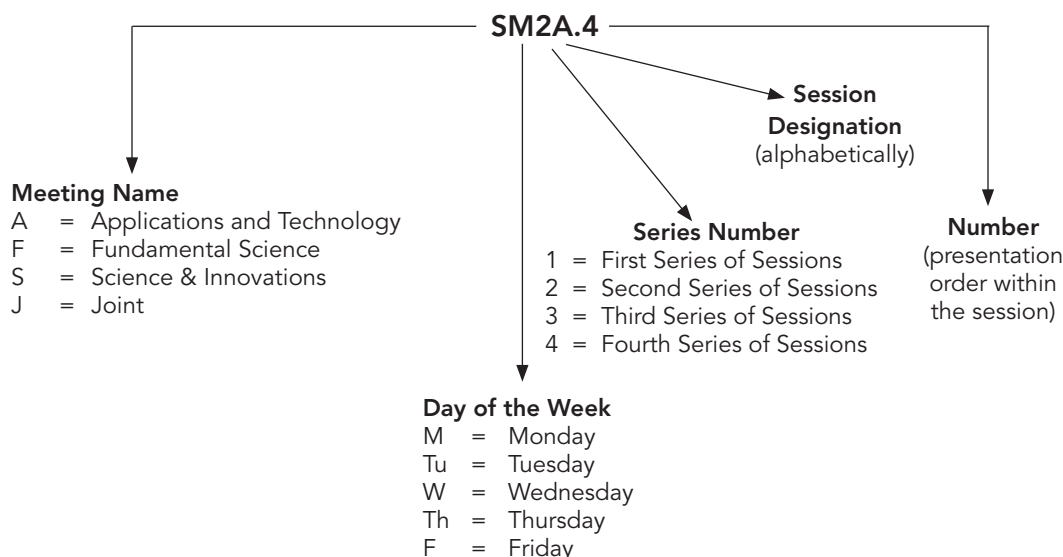 SM2A.4
Meeting Name
A = Applications and Technology
F = Fundamental Science
S = Science & Innovations
J = Joint
Day of the Week
M = Monday
Tu = Tuesday
W = Wednesday
Th = Thursday
F = Friday
Series Number
1 = First Series of Sessions
2 = Second Series of Sessions
3 = Third Series of Sessions
4 = Fourth Series of Sessions
Session
Designation
(alphabetically)
Number
(presentation
order within
the session)